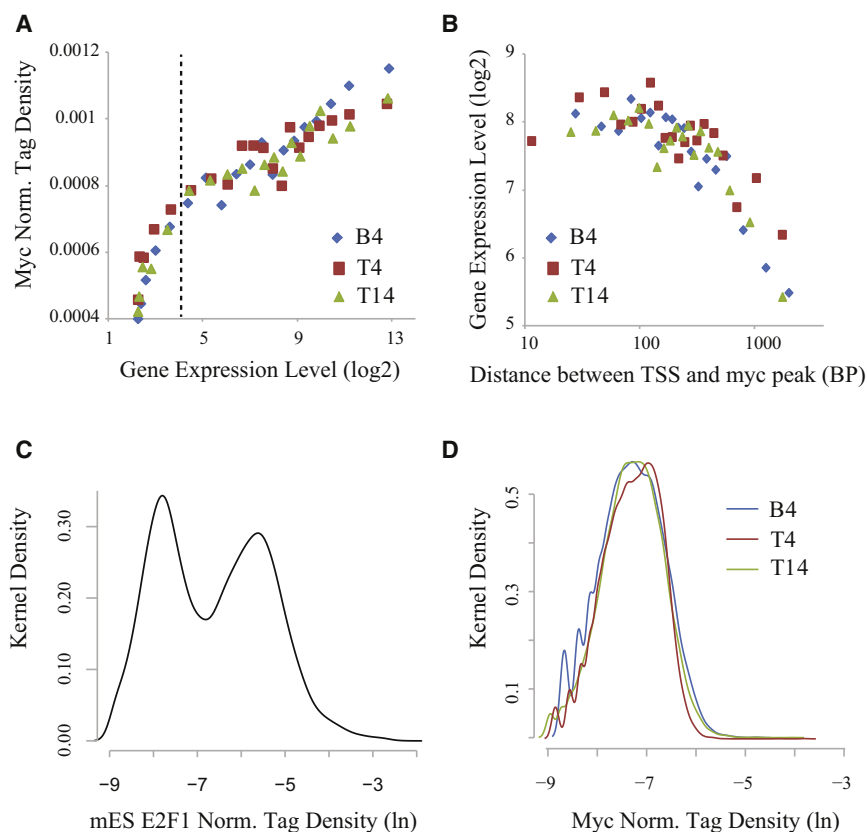 A
Myc Norm. Tag Density
0.0012
0.001
0.0008
0.0006
0.0004
1
5
9
13
Gene Expression Level (log2)
B4
T4
T14
B
Gene Expression Level (log2)
9
8
7
6
5
10
100
1000
Distance between TSS and myc peak (BP)
B4
T4
T14
C
Kernel Density
0.30
0.20
0.10
0.00
−9
−7
−5
−3
mES E2F1 Norm. Tag Density (ln)
D
Kernel Density
0.5
0.3
0.1
−9
−7
−5
−3
Myc Norm. Tag Density (ln)
B4
T4
T14